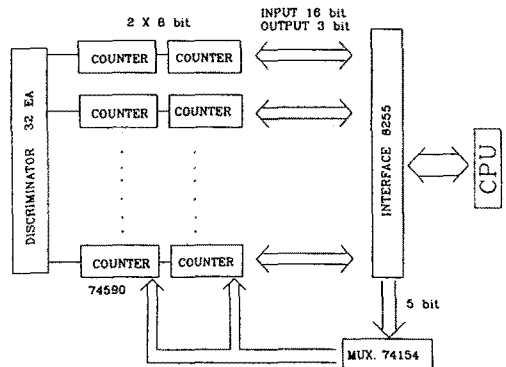 2 X 8 bit
INPUT 16 bit
OUTPUT 3 bit
COUNTER COUNTER
COUNTER COUNTER
DISCRIMINATOR 32 EA
INTERFACE 8255
CPU
COUNTER COUNTER
74590
5 bit
MUX. 74154